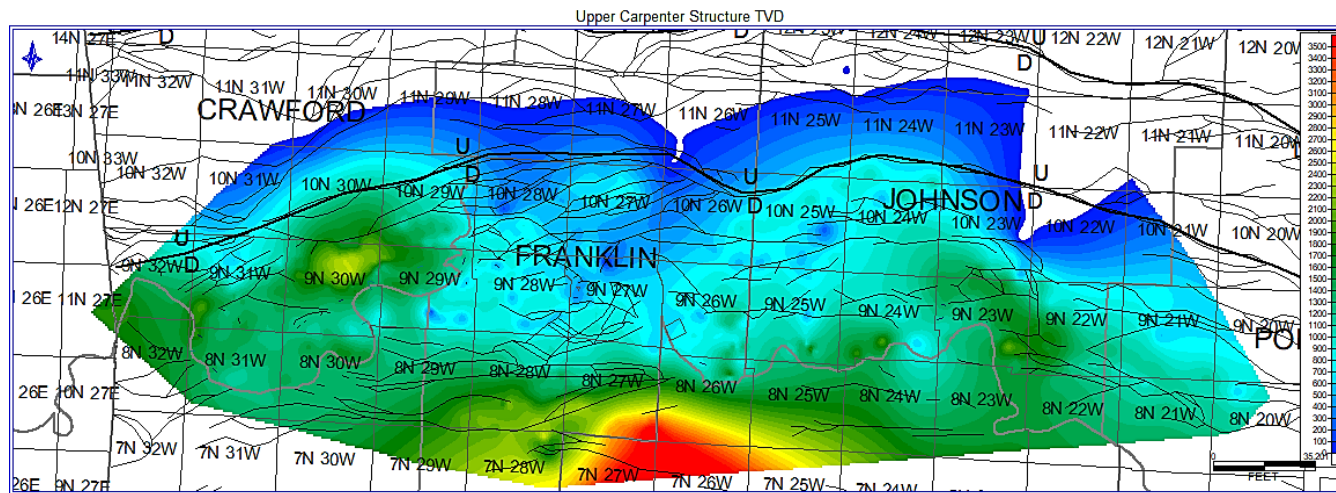 Upper Carpenter Structure TVD
14N 27E
D
D
12N 24W
12N 23W
U
12N 22W
12N 21W
12N 20W
D
11N 33W
11N 32W
11N 31W
11N 30W
11N 29W
11N 28W
11N 27W
11N 26W
11N 25W
11N 24W
11N 23W
11N 22W
11N 21W
11N 20W
13N 27E
CRAWFORD
10N 33W
10N 32W
10N 31W
10N 30W
10N 29W
10N 28W
10N 27W
10N 26W
10N 25W
10N 24W
10N 23W
10N 22W
10N 21W
10N 20W
U
D
U
D
U
D
JOHNSON
26E
12N 27E
U
D
FRANKLIN
9N 32W
9N 31W
9N 30W
9N 29W
9N 28W
9N 27W
9N 26W
9N 25W
9N 24W
9N 23W
9N 22W
9N 21W
9N 20W
26E
11N 27E
8N 32W
8N 31W
8N 30W
8N 29W
8N 28W
8N 27W
8N 26W
8N 25W
8N 24W
8N 23W
8N 22W
8N 21W
8N 20W
26E
10N 27E
7N 32W
7N 31W
7N 30W
7N 29W
7N 28W
7N 27W
7N 26W
7N 25W
7N 24W
26E
9N 27E
0
FEET
3500
3400
3300
3200
3100
3000
2900
2800
2700
2600
2500
2400
2300
2200
2100
2000
1900
1800
1700
1600
1500
1400
1300
1200
1100
1000
900
800
700
600
500
400
300
200
100
0